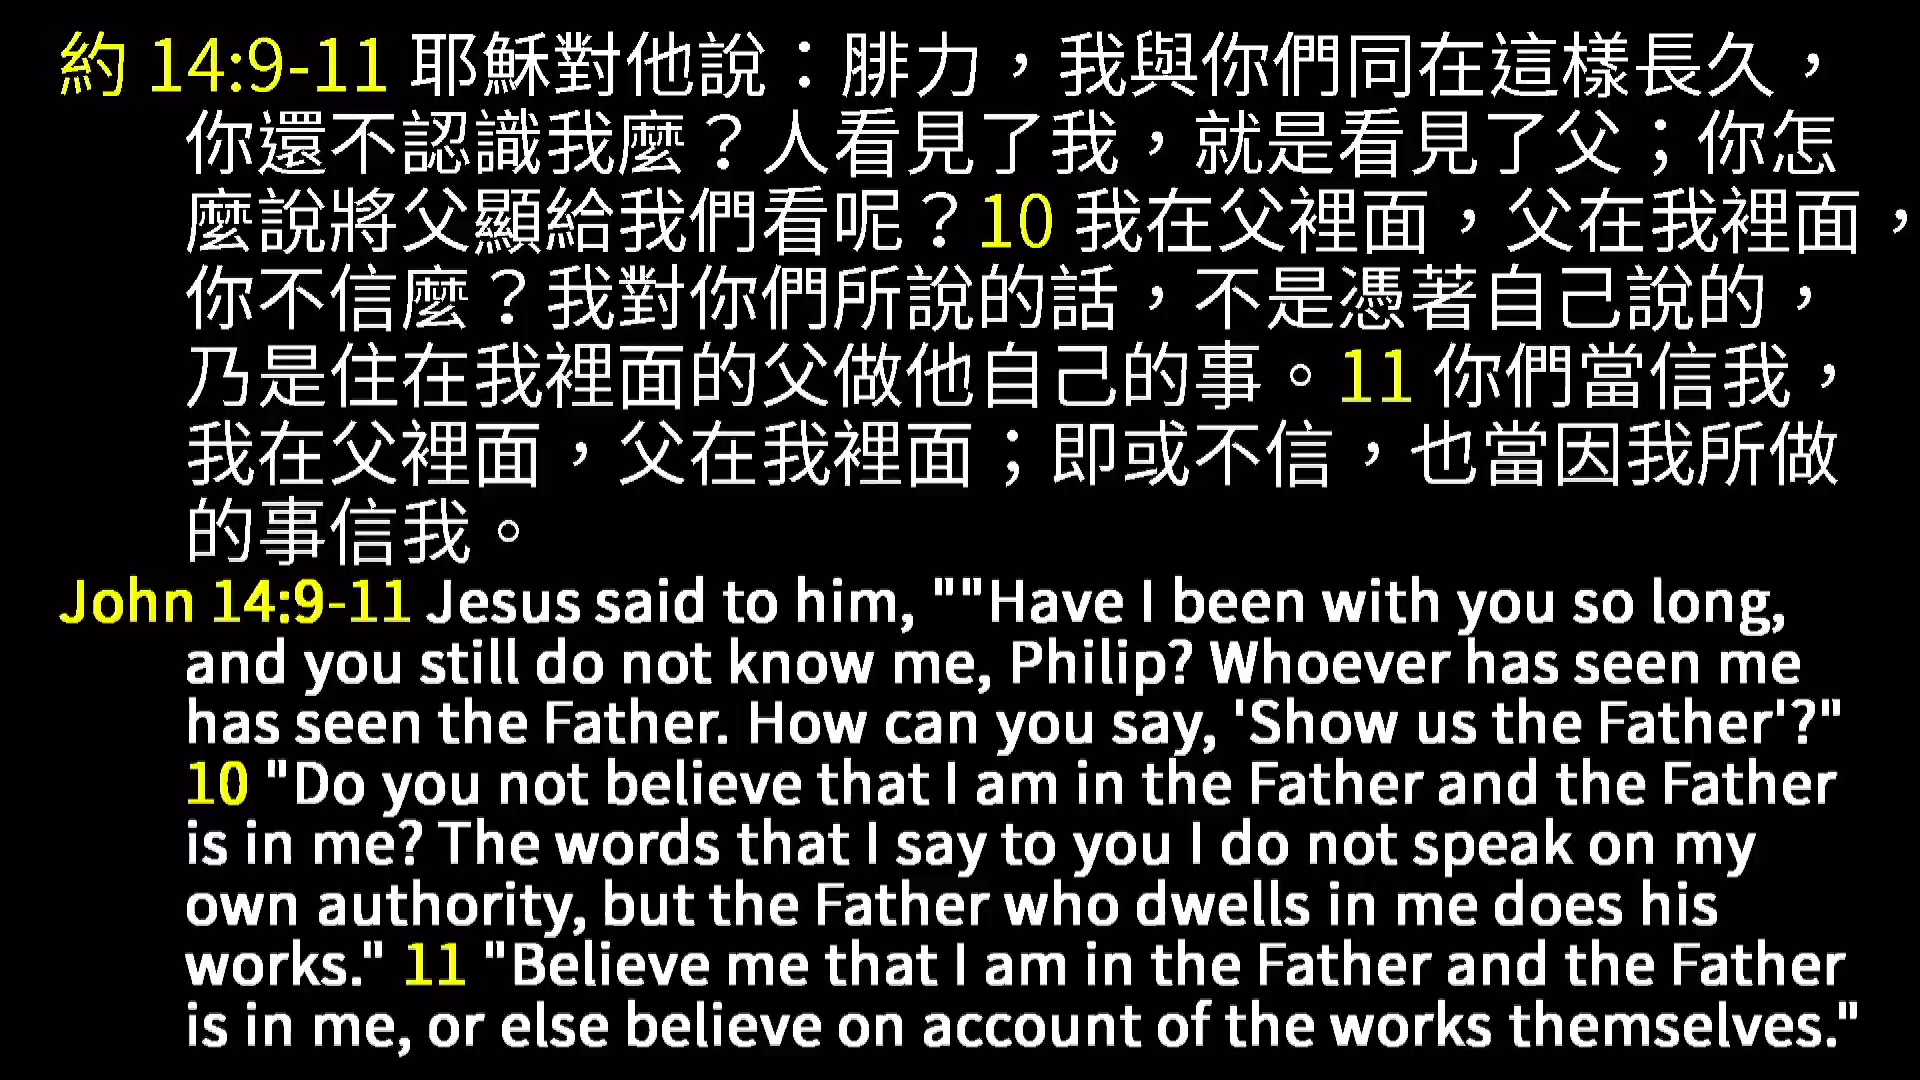 約 14:9-11 耶穌對他說：腓力，我與你們同在這樣長久，
你還不認識我麼？人看見了我，就是看見了父；你怎
麼說將父顯給我們看呢？10 我在父裡面，父在我裡面，
你不信麼？我對你們所說的話，不是憑著自己說的，
乃是住在我裡面的父做他自己的事。11 你們當信我，
我在父裡面，父在我裡面；即或不信，也當因我所做
的事信我。
John 14:9-11 Jesus said to him, ""Have I been with you so long,
and you still do not know me, Philip? Whoever has seen me
has seen the Father. How can you say, 'Show us the Father'?"
10 "Do you not believe that I am in the Father and the Father
is in me? The words that I say to you I do not speak on my
own authority, but the Father who dwells in me does his
works." 11 "Believe me that I am in the Father and the Father
is in me, or else believe on account of the works themselves."